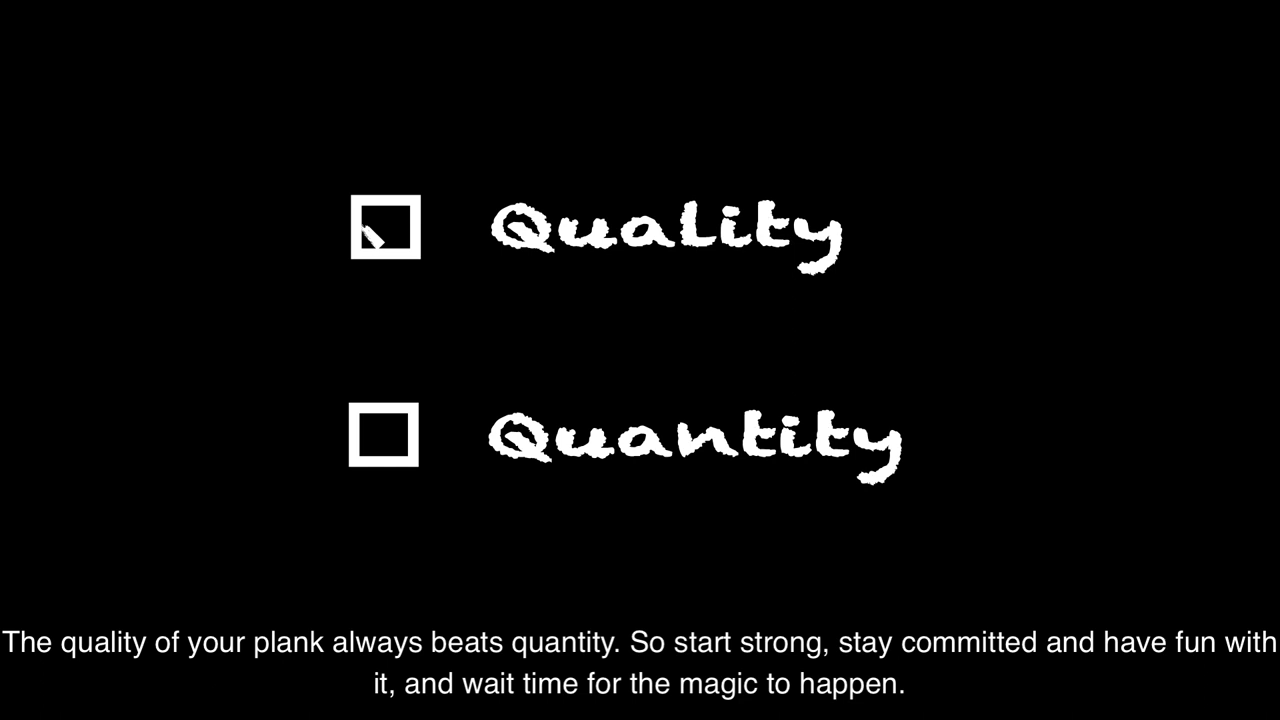 Quality
Quantity
The quality of your plank always beats quantity. So start strong, stay committed and have fun with
it, and wait time for the magic to happen.